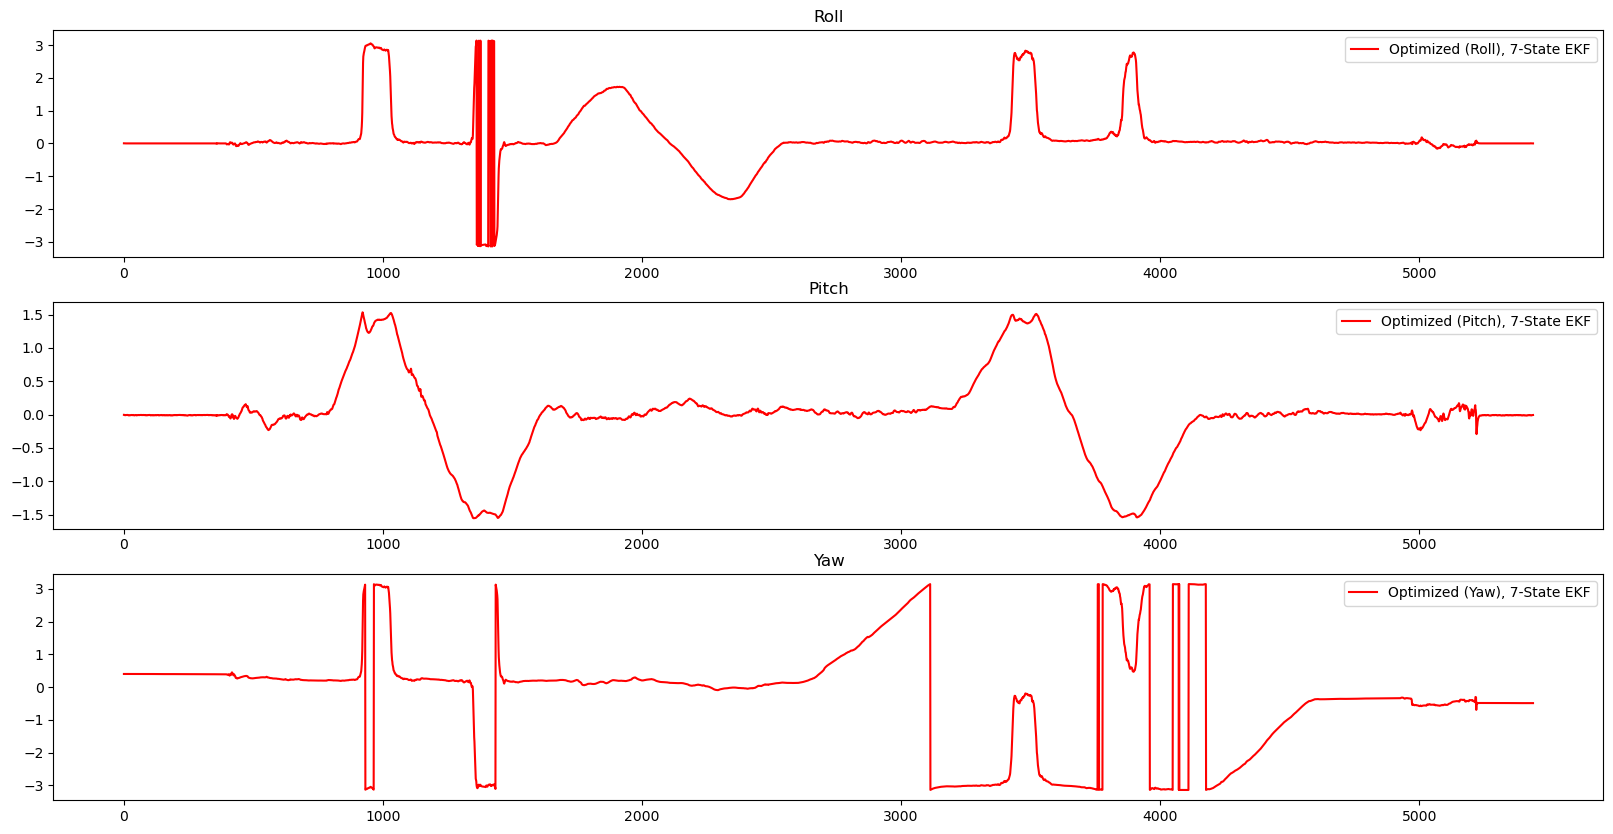 Roll
Optimized (Roll), 7-State EKF
3
2
1
0
−1
−2
−3
0 1000 2000 3000 4000 5000
Pitch
Optimized (Pitch), 7-State EKF
1.5
1.0
0.5
0.0
−0.5
−1.0
−1.5
0 1000 2000 3000 4000 5000
Yaw
Optimized (Yaw), 7-State EKF
3
2
1
0
−1
−2
−3
0 1000 2000 3000 4000 5000